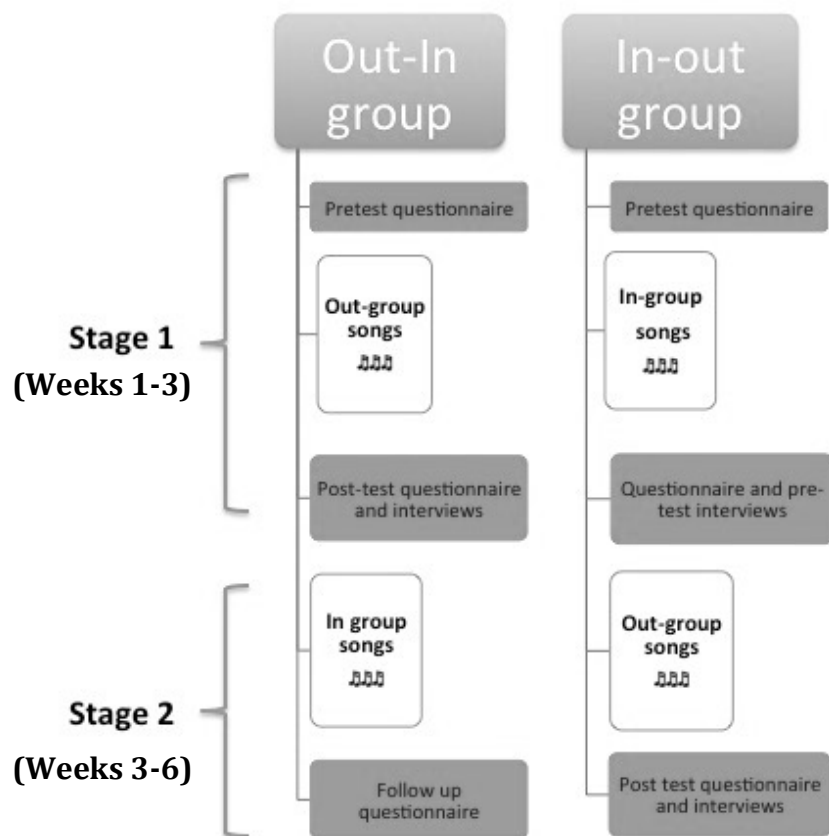 Out-In
group
In-out
group
Pretest questionnaire
Pretest questionnaire
Out-group
songs
♫♫♫
In-group
songs
♫♫♫
Stage 1
(Weeks 1-3)
Post-test questionnaire
and interviews
Questionnaire and pre-
test interviews
In group
songs
♫♫♫
Out-group
songs
♫♫♫
Stage 2
(Weeks 3-6)
Follow up
questionnaire
Post test questionnaire
and interviews